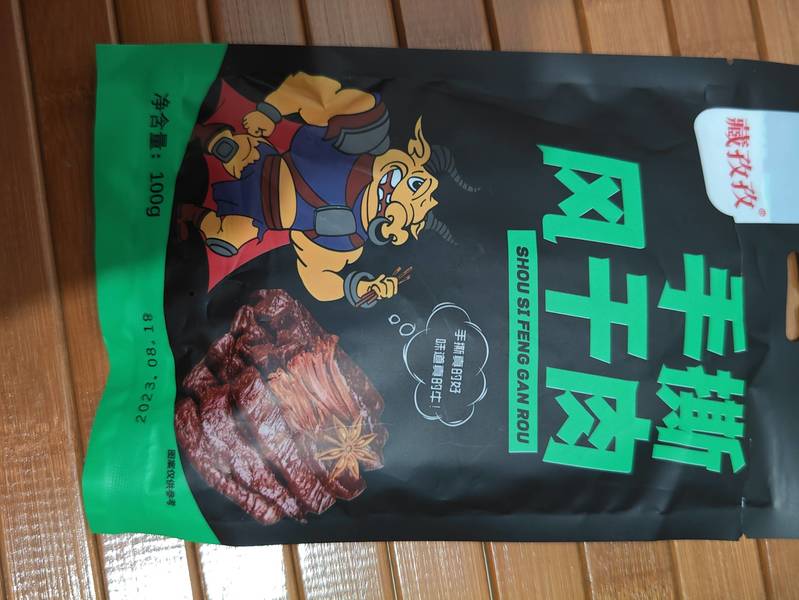 藏孜孜®
手撕
风干肉
SHOU SI FENG GAN ROU
手撕真的好
味道真的牛!
净含量: 100g
2023.08.18
图案仅供参考